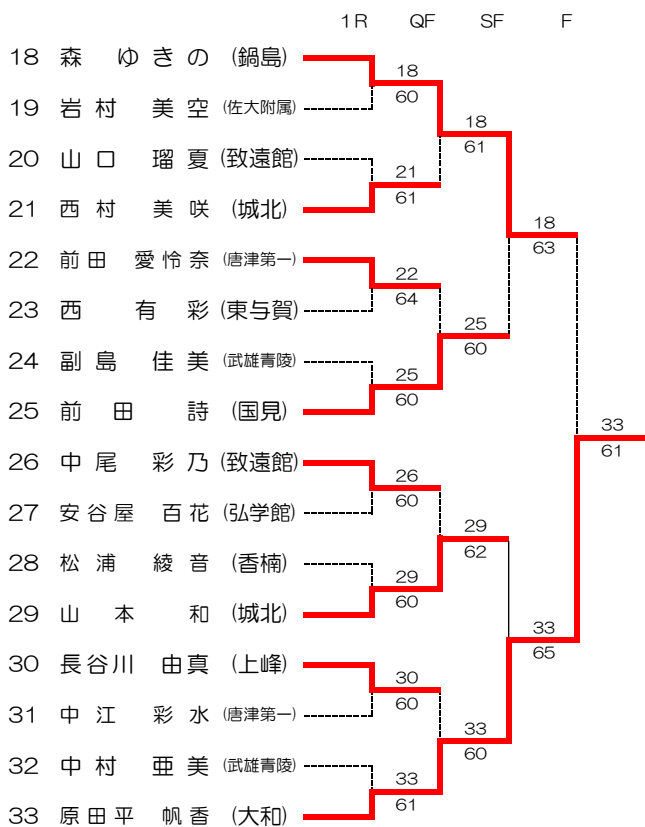 1R QF SF F
18 森 ゆきの (鍋島)
18
60
19 岩村 美空 (佐大附属)
18
61
20 山口 瑠夏 (致遠館)
21
61
21 西村 美咲 (城北)
18
63
22 前田 愛怜奈 (唐津第一)
22
64
23 西 有彩 (東与賀)
25
60
24 副島 佳美 (武雄青陵)
25
60
25 前田 詩 (国見)
33
61
26 中尾 彩乃 (致遠館)
26
60
27 安谷屋 百花 (弘学館)
29
62
28 松浦 綾音 (香楠)
29
60
29 山本 和 (城北)
33
65
30 長谷川 由真 (上峰)
30
60
31 中江 彩水 (唐津第一)
33
60
32 中村 亜美 (武雄青陵)
33
61
33 原田平 帆香 (大和)